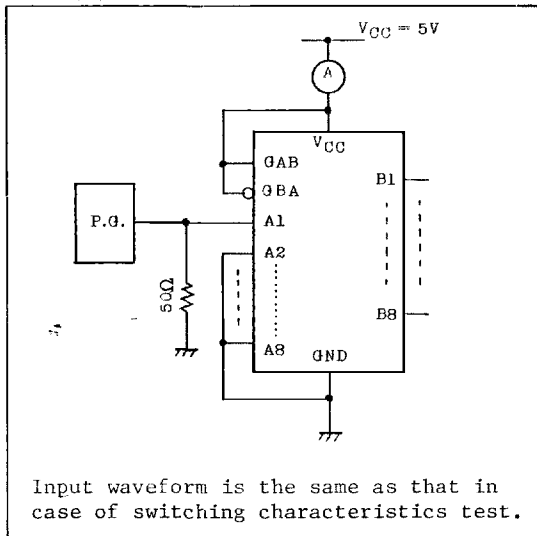 V_CC = 5V
A
V_CC
GAB
GBA
B1
P.G.
A1
A2
50Ω
A8
B8
GND
Input waveform is the same as that in
case of switching characteristics test.